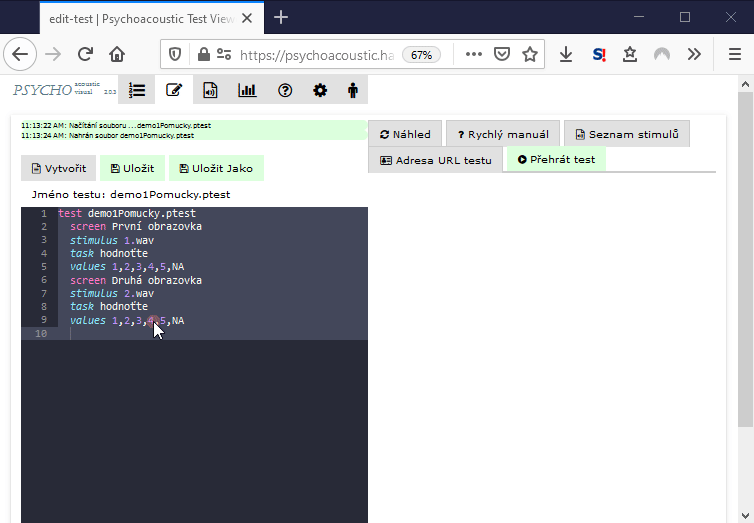 edit-test | Psychoacoustic Test View
https://psychoacoustic.ha
67%
PSYCHO acoustic visual 2.0.3
11:13:22 AM: Načítání souboru ...demo1Pomucky.ptest
11:13:24 AM: Nahrán soubor demo1Pomucky.ptest
Náhled
Rychlý manuál
Seznam stimulů
Adresa URL testu
Přehrát test
Vytvořit
Uložit
Uložit Jako
Jméno testu: demo1Pomucky.ptest
1 test demo1Pomucky.ptest
2 screen První obrazovka
3 stimulus 1.wav
4 task hodnoťte
5 values 1,2,3,4,5,NA
6 screen Druhá obrazovka
7 stimulus 2.wav
8 task hodnoťte
9 values 1,2,3,4,5,NA
10